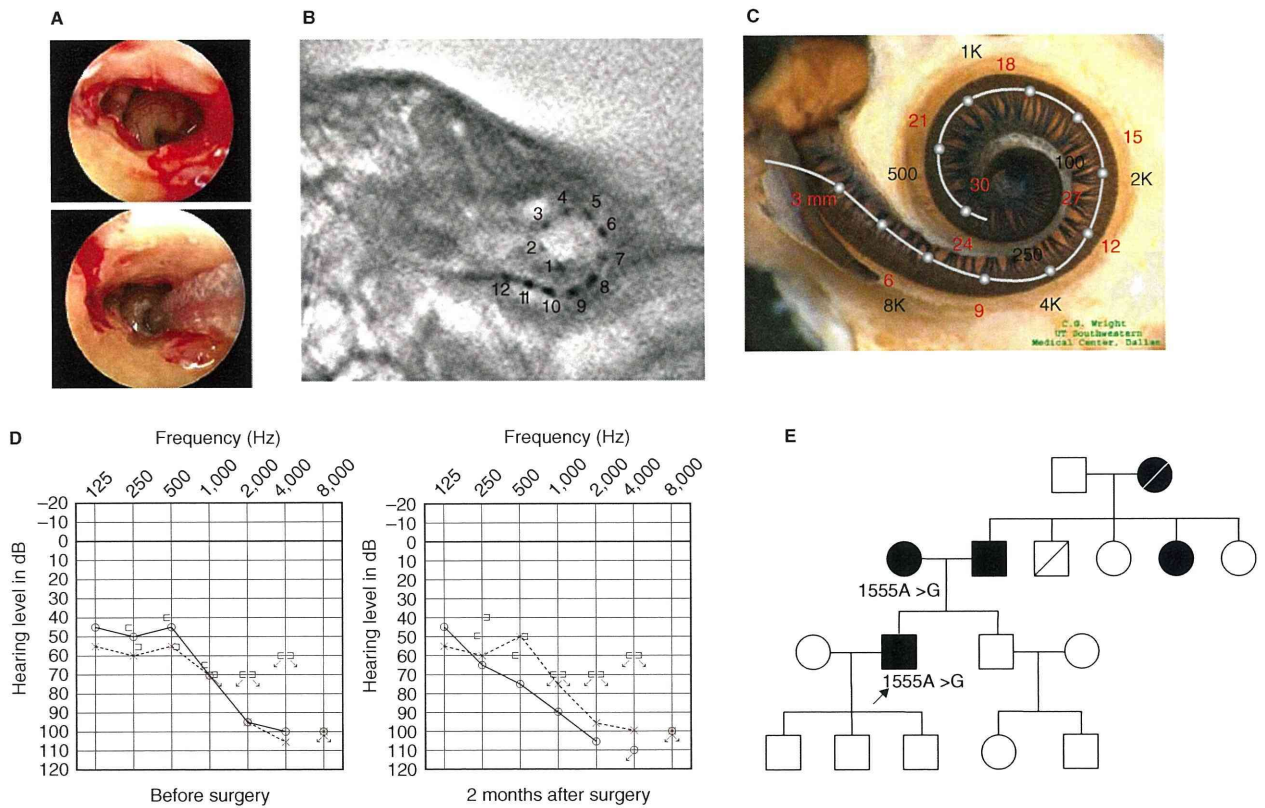 A
B
C
4
5
3
6
2
7
1
8
12
11
10
9
1K
18
21
15
500
100
2K
30
27
3 mm
12
24
250
6
8K
9
4K
C.G. Wright
UT Southwestern
Medical Center, Dallas
D
Frequency (Hz)
125 250 500 1,000 2,000 4,000 8,000
Hearing level in dB
−20
−10
0
10
20
30
40
50
60
70
80
90
100
110
120
Before surgery
Frequency (Hz)
125 250 500 1,000 2,000 4,000 8,000
Hearing level in dB
−20
−10
0
10
20
30
40
50
60
70
80
90
100
110
120
2 months after surgery
E
1555A >G
1555A >G